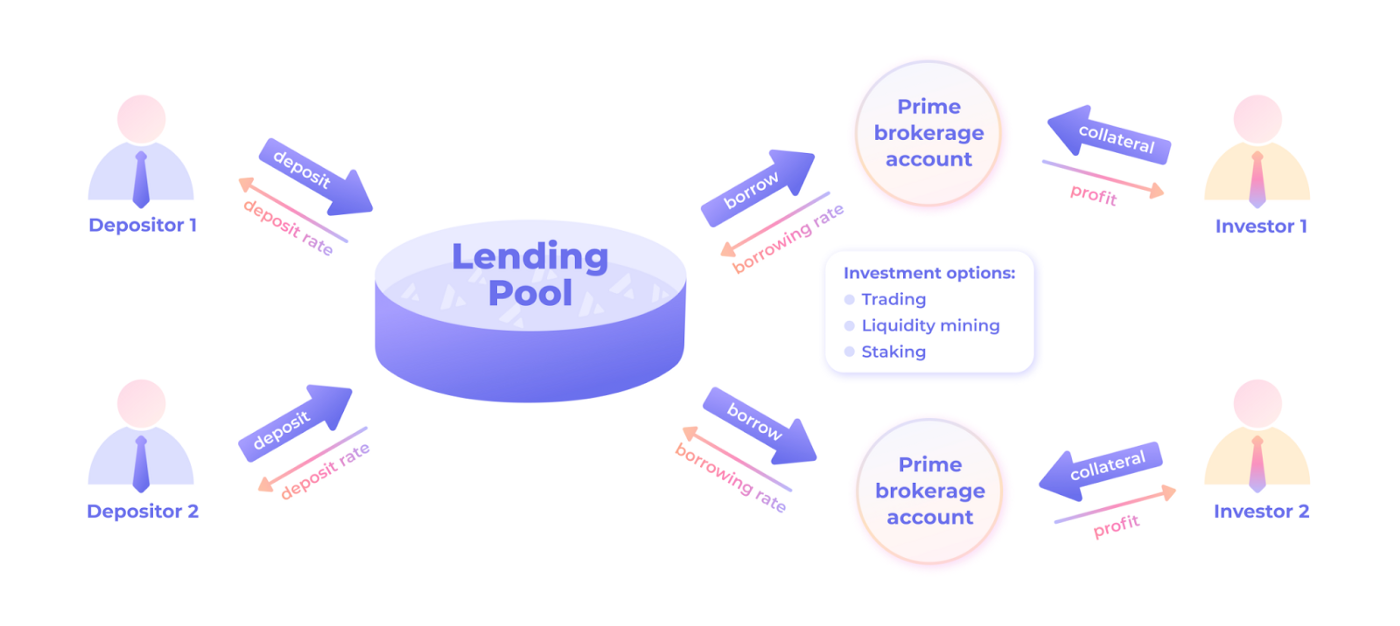 deposit
deposit rate
Depositor 1
deposit
deposit rate
Depositor 2
Lending
Pool
borrow
borrowing rate
borrow
borrowing rate
Prime
brokerage
account
Investment options:
Trading
Liquidity mining
Staking
Prime
brokerage
account
collateral
profit
Investor 1
collateral
profit
Investor 2